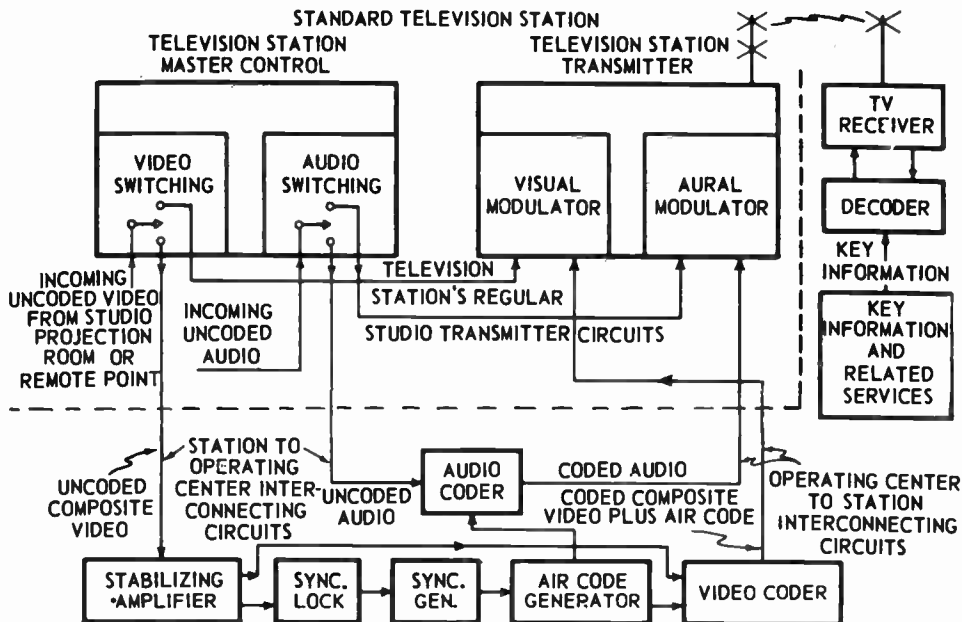 STANDARD TELEVISION STATION
TELEVISION STATION
MASTER CONTROL
TELEVISION STATION
TRANSMITTER
VIDEO
SWITCHING
AUDIO
SWITCHING
VISUAL
MODULATOR
AURAL
MODULATOR
TV
RECEIVER
DECODER
KEY
INFORMATION
KEY
INFORMATION
AND
RELATED
SERVICES
INCOMING
UNCODED VIDEO
FROM STUDIO
PROJECTION
ROOM OR
REMOTE POINT
INCOMING
UNCODED
AUDIO
TELEVISION
STATION'S REGULAR
STUDIO TRANSMITTER CIRCUITS
UNCODED
COMPOSITE
VIDEO
STATION TO
OPERATING
CENTER INTER-
CONNECTING
CIRCUITS
UNCODED
AUDIO
AUDIO
CODER
CODED AUDIO
CODED COMPOSITE
VIDEO PLUS AIR CODE
OPERATING CENTER
TO STATION
INTERCONNECTING
CIRCUITS
STABILIZING
AMPLIFIER
SYNC.
LOCK
SYNC.
GEN.
AIR CODE
GENERATOR
VIDEO CODER